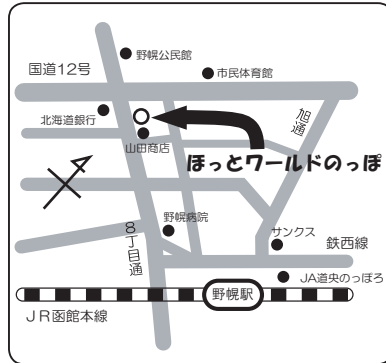 野幌公民館
国道12号
市民体育館
北海道銀行
旭通
山田商店
ほっとワールドのっぽ
野幌病院
8丁目通
サンクス
鉄西線
JA道央のっぽろ
野幌駅
JR函館本線